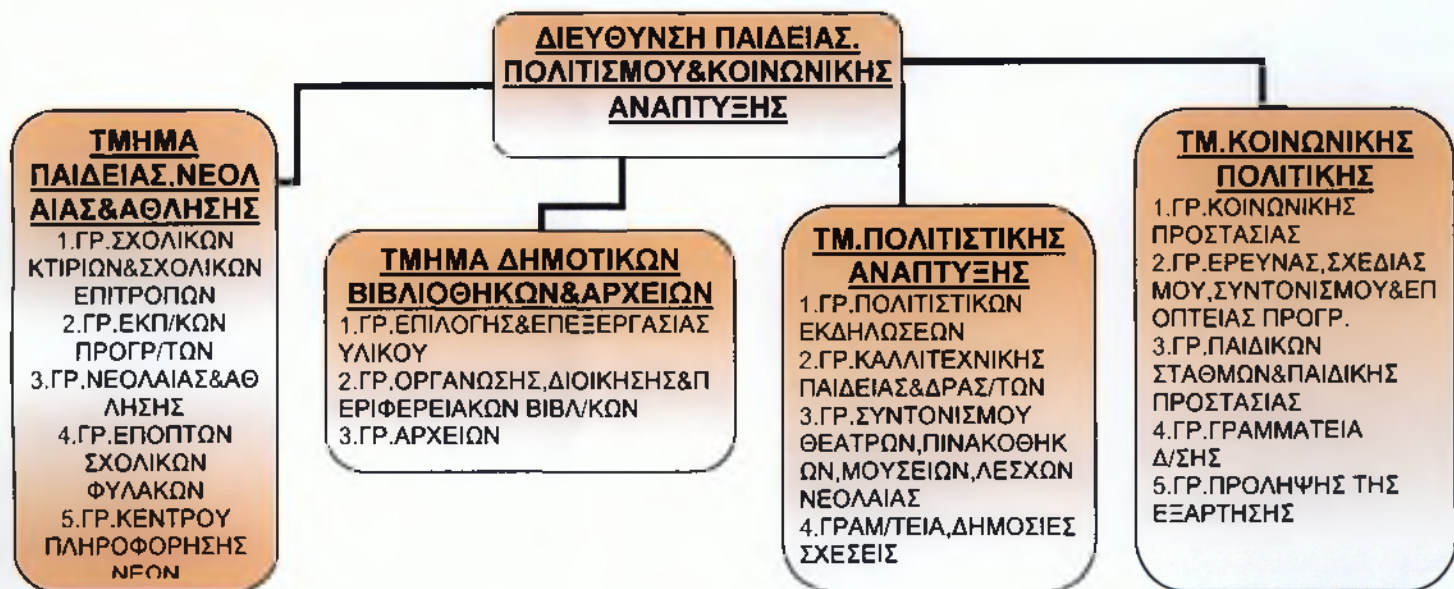 ΔΙΕΥΘΥΝΣΗ ΠΑΙΔΕΙΑΣ.
ΠΟΛΙΤΙΣΜΟΥ&ΚΟΙΝΩΝΙΚΗΣ
ΑΝΑΠΤΥΞΗΣ
ΤΜΗΜΑ
ΠΑΙΔΕΙΑΣ,ΝΕΟΛ
ΑΙΑΣ&ΑΘΛΗΣΗΣ
1.ΓΡ.ΣΧΟΛΙΚΩΝ
ΚΤΙΡΙΩΝ&ΣΧΟΛΙΚΩΝ
ΕΠΙΤΡΟΠΩΝ
2.ΓΡ.ΕΚΠ/ΚΩΝ
ΠΡΟΓΡ/ΤΩΝ
3.ΓΡ.ΝΕΟΛΑΙΑΣ&ΑΘ
ΛΗΣΗΣ
4.ΓΡ.ΕΠΟΠΤΩΝ
ΣΧΟΛΙΚΩΝ
ΦΥΛΑΚΩΝ
5.ΓΡ.ΚΕΝΤΡΟΥ
ΠΛΗΡΟΦΟΡΗΣΗΣ
ΝΕΩΝ
ΤΜΗΜΑ ΔΗΜΟΤΙΚΩΝ
ΒΙΒΛΙΟΘΗΚΩΝ&ΑΡΧΕΙΩΝ
1.ΓΡ.ΕΠΙΛΟΓΗΣ&ΕΠΕΞΕΡΓΑΣΙΑΣ
ΥΛΙΚΟΥ
2.ΓΡ.ΟΡΓΑΝΩΣΗΣ,ΔΙΟΙΚΗΣΗΣ&Π
ΕΡΙΦΕΡΕΙΑΚΩΝ ΒΙΒΛ/ΚΩΝ
3.ΓΡ.ΑΡΧΕΙΩΝ
ΤΜ.ΠΟΛΙΤΙΣΤΙΚΗΣ
ΑΝΑΠΤΥΞΗΣ
1.ΓΡ.ΠΟΛΙΤΙΣΤΙΚΩΝ
ΕΚΔΗΛΩΣΕΩΝ
2.ΓΡ.ΚΑΛΛΙΤΕΧΝΙΚΗΣ
ΠΑΙΔΕΙΑΣ&ΔΡΑΣ/ΤΩΝ
3.ΓΡ.ΣΥΝΤΟΝΙΣΜΟΥ
ΘΕΑΤΡΩΝ,ΠΙΝΑΚΟΘΗΚ
ΩΝ,ΜΟΥΣΕΙΩΝ,ΛΕΣΧΩΝ
ΝΕΟΛΑΙΑΣ
4.ΓΡΑΜ/ΤΕΙΑ,ΔΗΜΟΣΙΕΣ
ΣΧΕΣΕΙΣ
ΤΜ.ΚΟΙΝΩΝΙΚΗΣ
ΠΟΛΙΤΙΚΗΣ
1.ΓΡ.ΚΟΙΝΩΝΙΚΗΣ
ΠΡΟΣΤΑΣΙΑΣ
2.ΓΡ.ΕΡΕΥΝΑΣ,ΣΧΕΔΙΑΣ
ΜΟΥ,ΣΥΝΤΟΝΙΣΜΟΥ&ΕΠ
ΟΠΤΕΙΑΣ ΠΡΟΓΡ.
3.ΓΡ.ΠΑΙΔΙΚΩΝ
ΣΤΑΘΜΩΝ&ΠΑΙΔΙΚΗΣ
ΠΡΟΣΤΑΣΙΑΣ
4.ΓΡ.ΓΡΑΜΜΑΤΕΙΑ
Δ/ΣΗΣ
5.ΓΡ.ΠΡΟΛΗΨΗΣ ΤΗΣ
ΕΞΑΡΤΗΣΗΣ